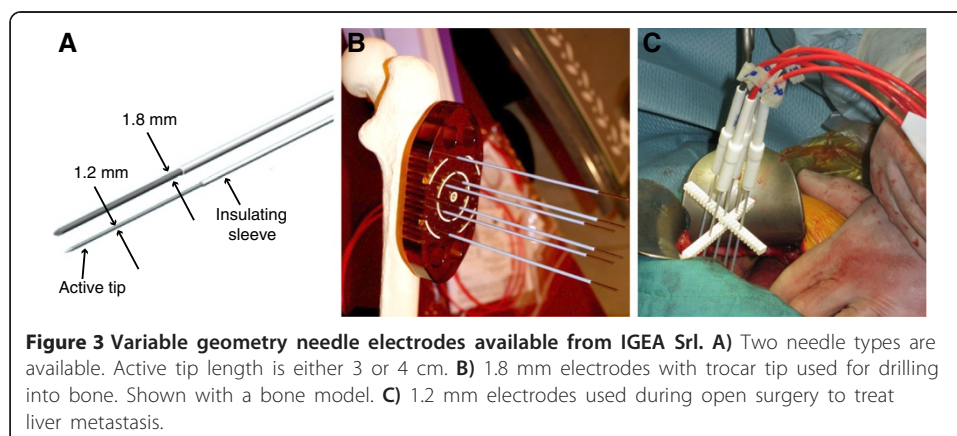 A
B
C
1.8 mm
1.2 mm
Insulating
sleeve
Active tip
Figure 3 Variable geometry needle electrodes available from IGEA Srl. A) Two needle types are
available. Active tip length is either 3 or 4 cm. B) 1.8 mm electrodes with trocar tip used for drilling
into bone. Shown with a bone model. C) 1.2 mm electrodes used during open surgery to treat
liver metastasis.